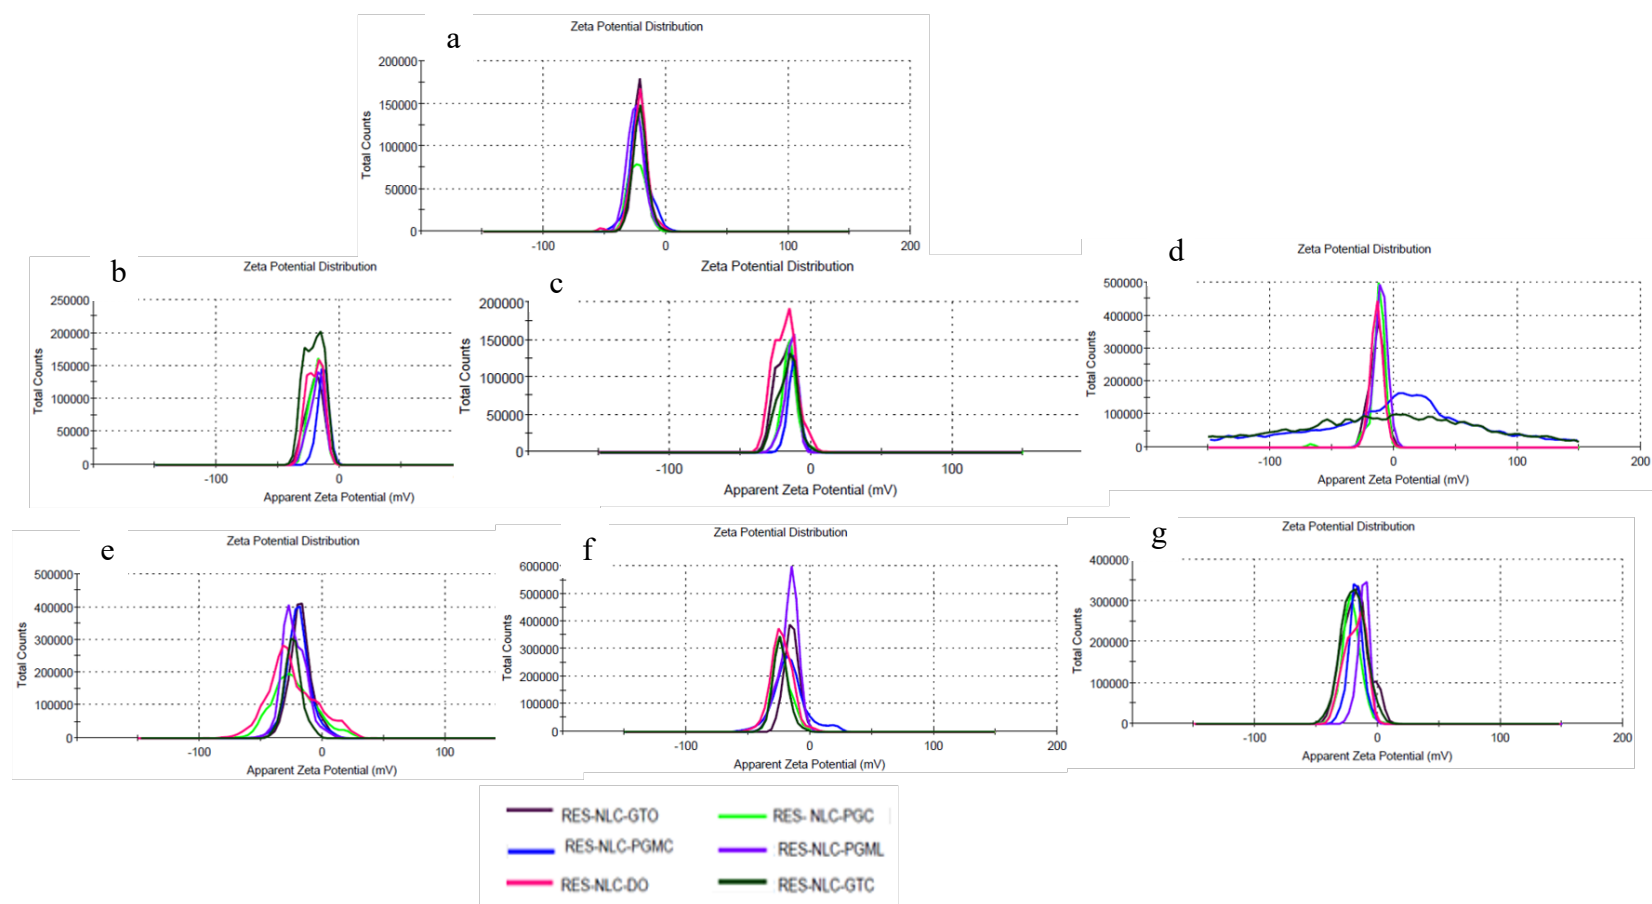 a
Zeta Potential Distribution
Total Counts
200000
150000
100000
50000
0
-100 0 100 200
b
Zeta Potential Distribution
Total Counts
250000
200000
150000
100000
50000
0
-100 0
Apparent Zeta Potential (mV)
c
Zeta Potential Distribution
Total Counts
200000
150000
100000
50000
0
-100 0 100
Apparent Zeta Potential (mV)
d
Zeta Potential Distribution
Total Counts
500000
400000
300000
200000
100000
0
-100 0 100 200
Apparent Zeta Potential (mV)
e
Zeta Potential Distribution
Total Counts
500000
400000
300000
200000
100000
0
-100 0 100
Apparent Zeta Potential (mV)
f
Zeta Potential Distribution
Total Counts
600000
500000
400000
300000
200000
100000
0
-100 0 100 200
Apparent Zeta Potential (mV)
g
Zeta Potential Distribution
Total Counts
400000
300000
200000
100000
0
-100 0 100 200
Apparent Zeta Potential (mV)
RES-NLC-GTO
RES- NLC-PGC
RES-NLC-PGMC
RES-NLC-PGML
RES-NLC-DO
RES-NLC-GTC